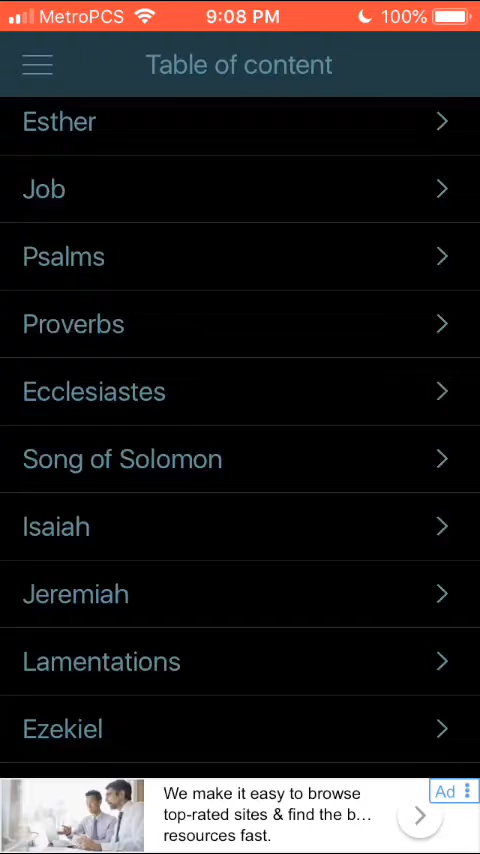 MetroPCS 9:08 PM 100%
Table of content
Esther
Job
Psalms
Proverbs
Ecclesiastes
Song of Solomon
Isaiah
Jeremiah
Lamentations
Ezekiel
We make it easy to browse
top-rated sites & find the b...
resources fast.
Ad